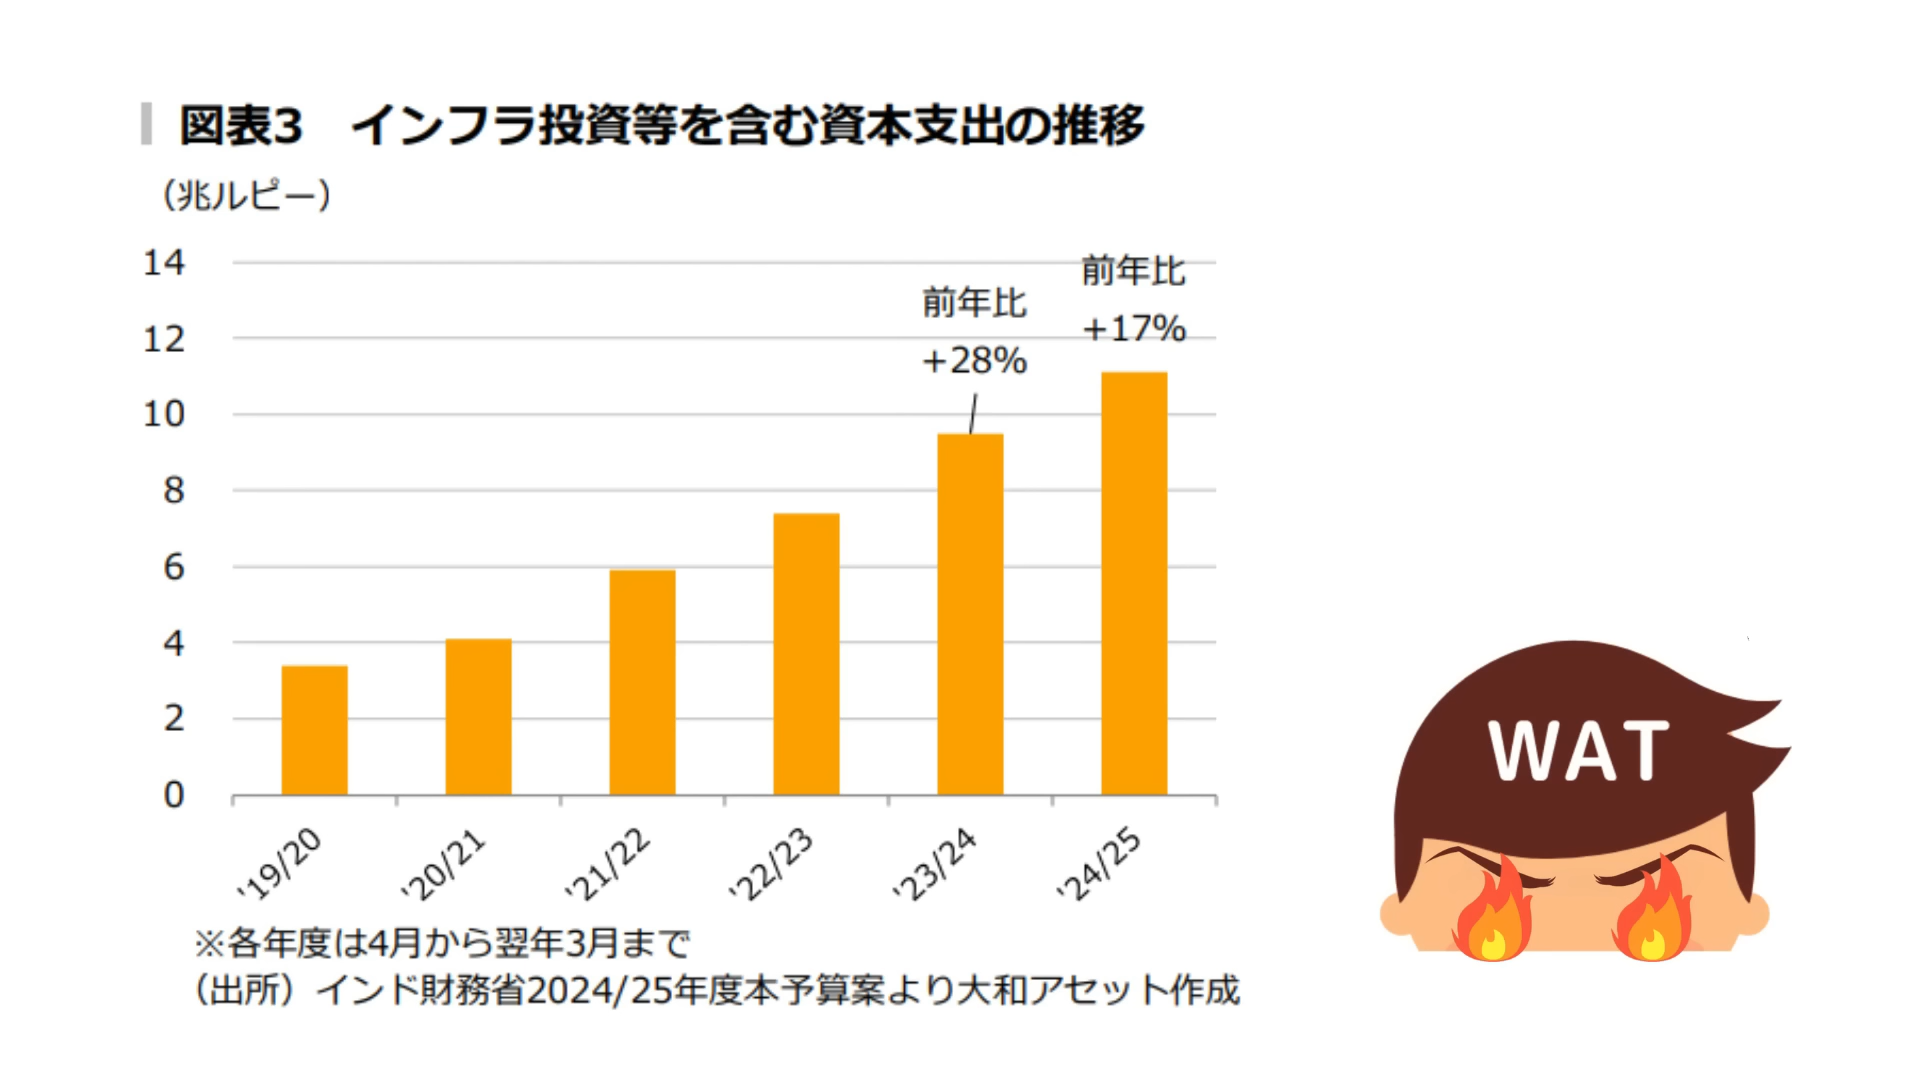 図表3　インフラ投資等を含む資本支出の推移
（兆ルピー）
14
12
10
8
6
4
2
0
前年比
+28%
前年比
+17%
'19/20
'20/21
'21/22
'22/23
'23/24
'24/25
※各年度は4月から翌年3月まで
（出所）インド財務省2024/25年度本予算案より大和アセット作成
WAT